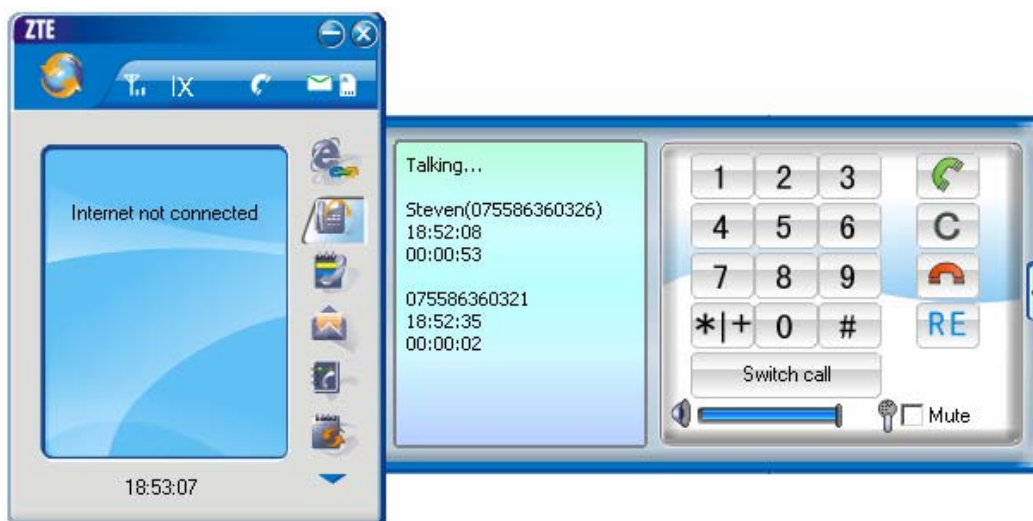 ZTE
1X
Internet not connected
18:53:07
Talking...
Steven(075586360326)
18:52:08
00:00:53
075586360321
18:52:35
00:00:02
1 2 3
4 5 6 C
7 8 9
*|+ 0 # RE
Switch call
Mute